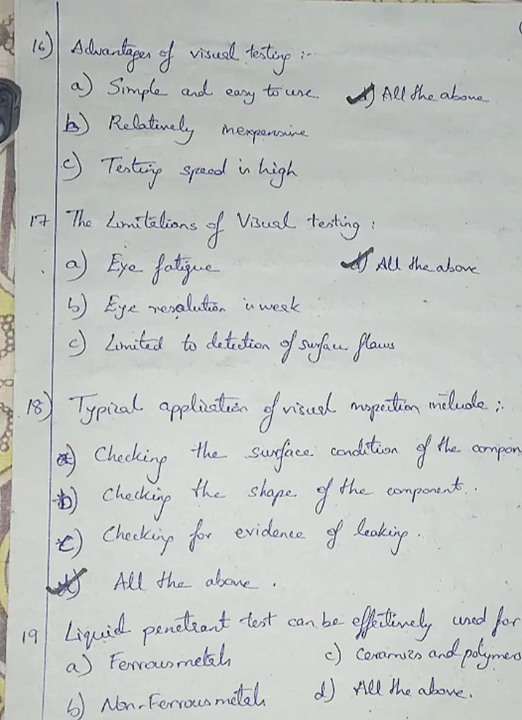 16) Advantages of visual testing :-
a) Simple and easy to use d) All the above
b) Relatively inexpensive
c) Testing speed is high
17 The Limitations of Visual testing :
a) Eye fatigue d) All the above
b) Eye resolution is weak
c) Limited to detection of surface flaws
18) Typical application of visual inspection include :
a) Checking the surface condition of the compon
b) Checking the shape of the component.
c) Checking for evidence of leaking.
d) All the above.
19 Liquid penetrant test can be effectively used for
a) Ferrous metals c) Ceramics and polymers
b) Non-Ferrous metals d) All the above.